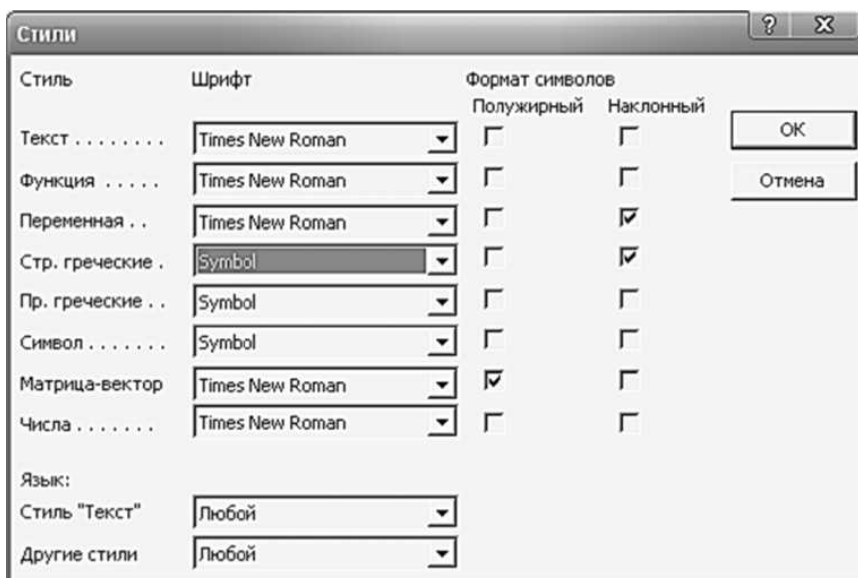 Стили ? X
Стиль Шрифт Формат символов
Полужирный Наклонный
Текст . . . . . . . . Times New Roman OK
Функция . . . . . Times New Roman Отмена
Переменная . . Times New Roman
Стр. греческие . Symbol
Пр. греческие . . Symbol
Символ . . . . . . . Symbol
Матрица-вектор Times New Roman
Числа . . . . . . . Times New Roman
Язык:
Стиль "Текст" Любой
Другие стили Любой